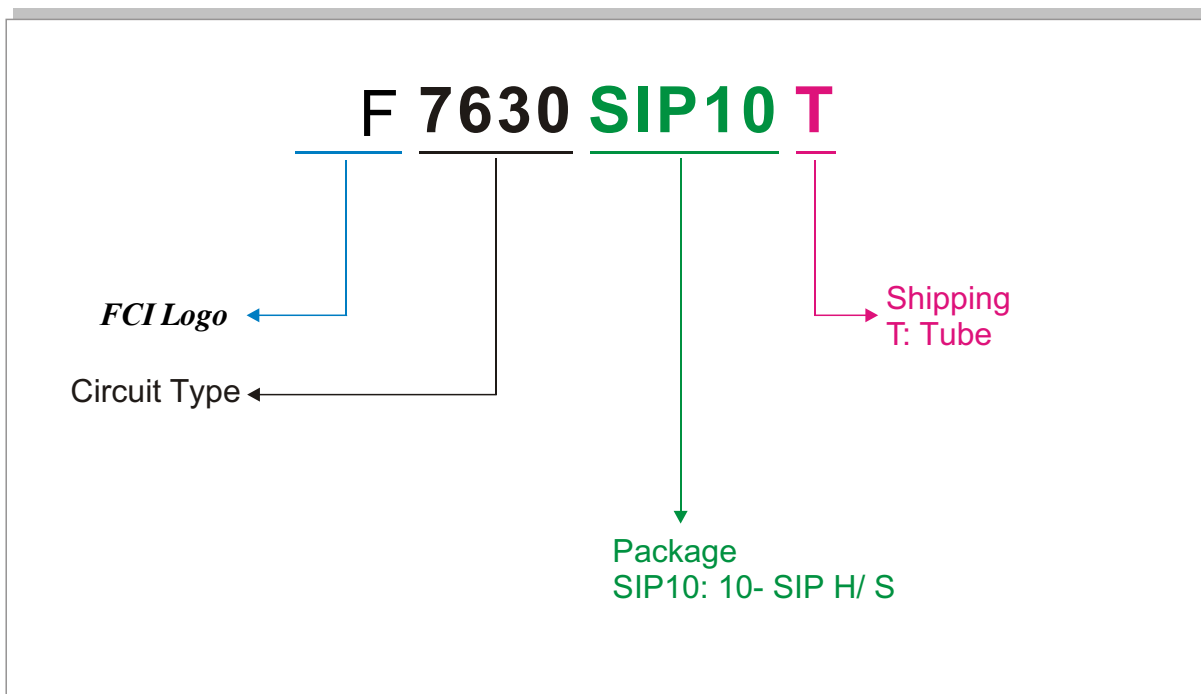 F 7630 SIP10 T
FCI Logo
Shipping
T: Tube
Circuit Type
Package
SIP10: 10- SIP H/ S